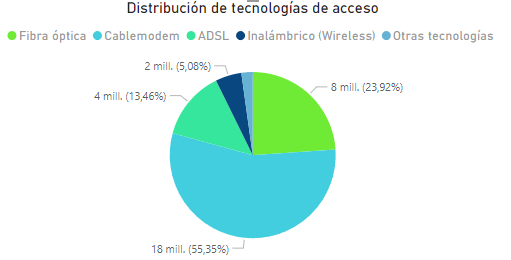 Distribución de tecnologías de acceso
Fibra óptica Cablemodem ADSL Inalámbrico (Wireless) Otras tecnologías
2 mill. (5,08%)
8 mill. (23,92%)
4 mill. (13,46%)
18 mill. (55,35%)